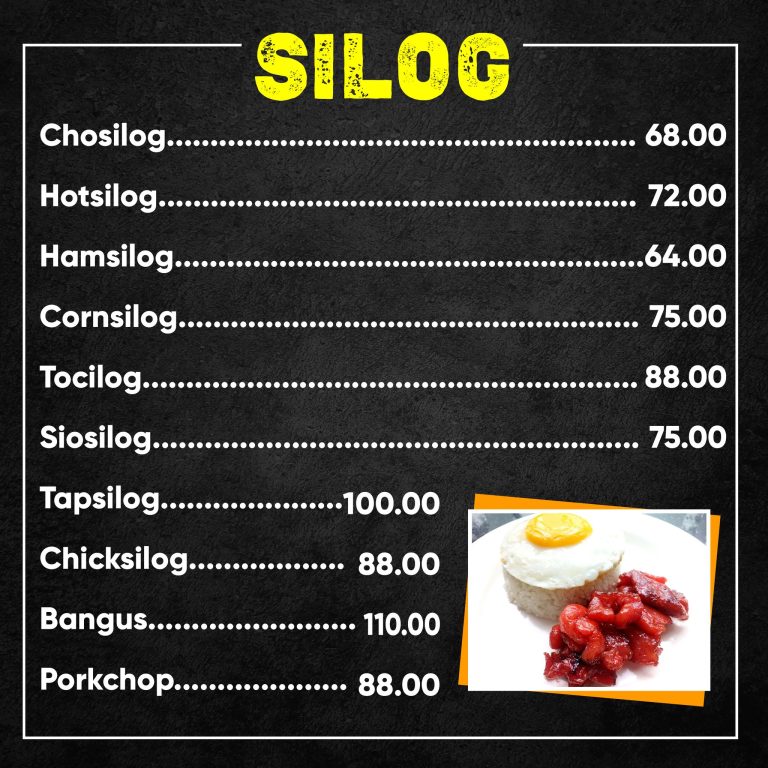 SILOG
Chosilog...................................................... 68.00
Hotsilog....................................................... 72.00
Hamsilog......................................................64.00
Cornsilog..................................................... 75.00
Tocilog......................................................... 88.00
Siosilog........................................................ 75.00
Tapsilog.....................100.00
Chicksilog.................. 88.00
Bangus........................ 110.00
Porkchop.................... 88.00